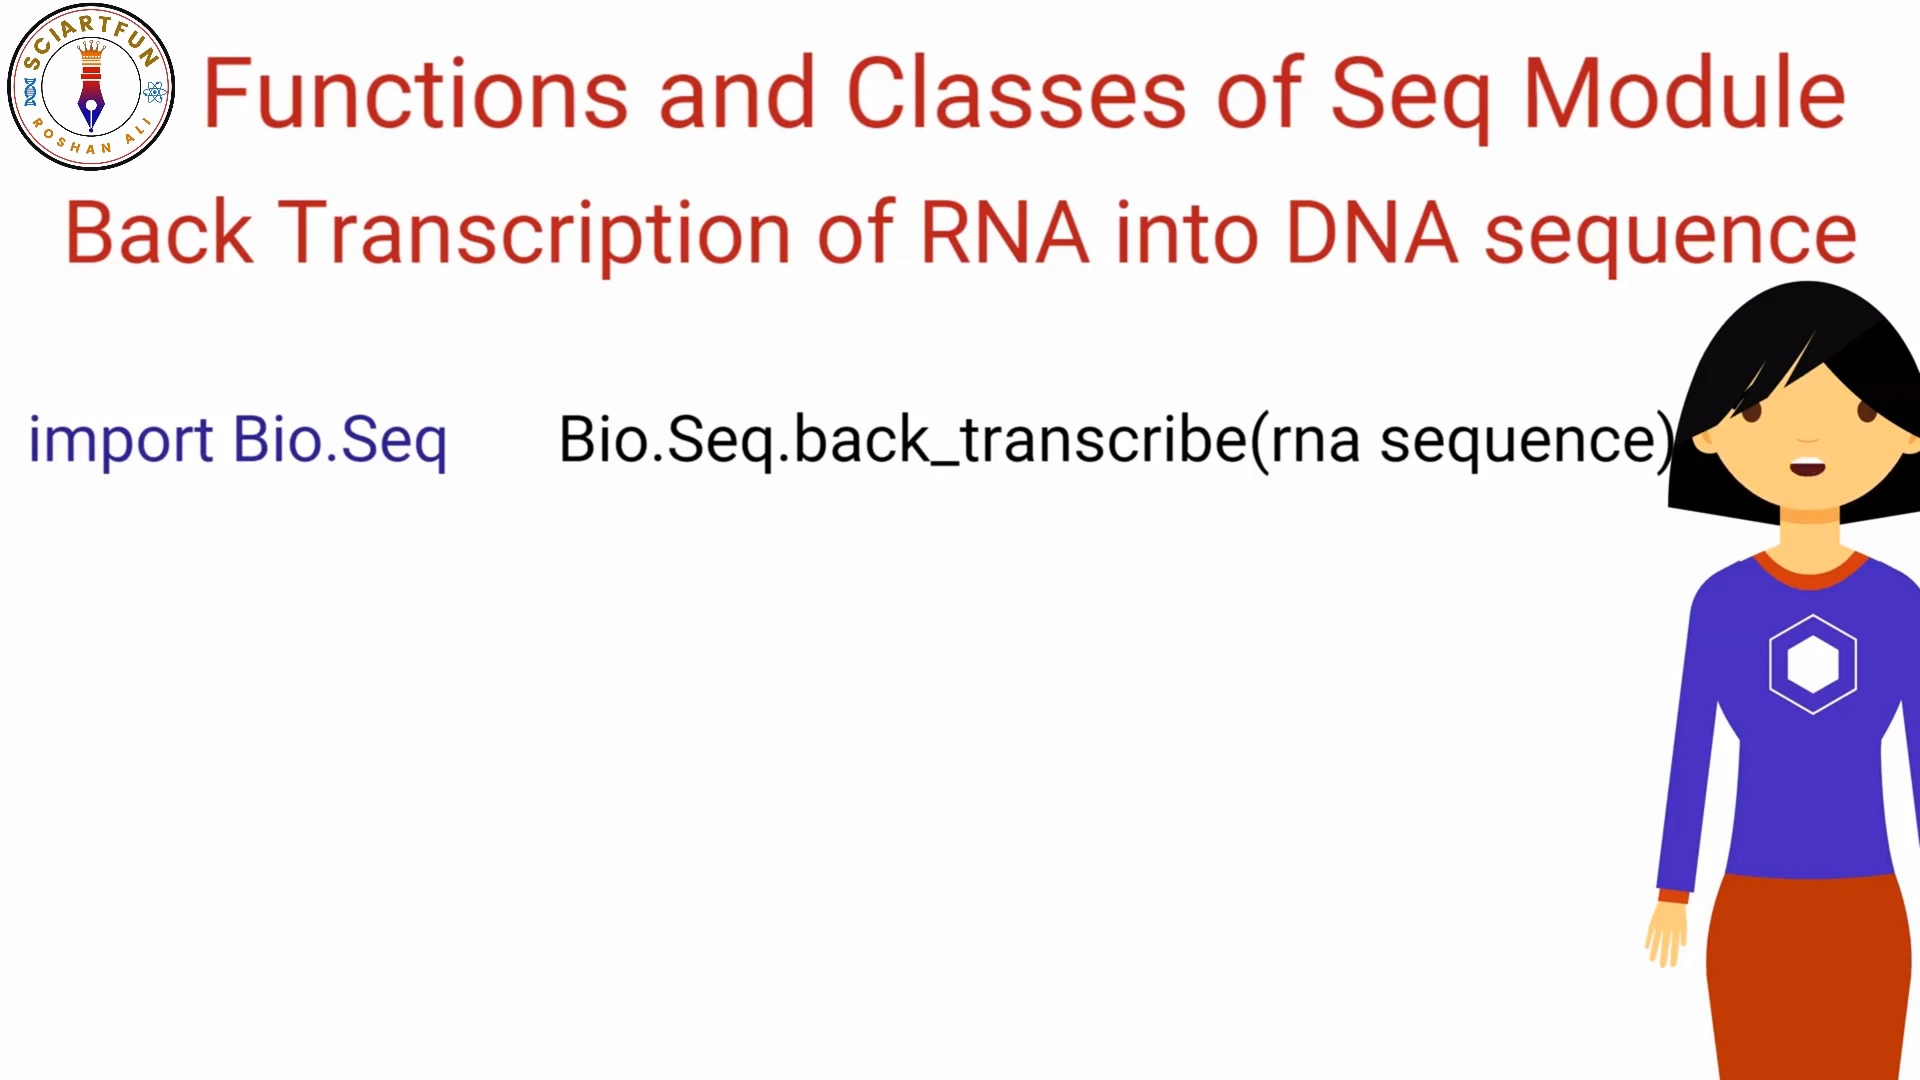 SCIARTFUN
ROSHAN ALI
Functions and Classes of Seq Module
Back Transcription of RNA into DNA sequence
import Bio.Seq Bio.Seq.back_transcribe(rna sequence)